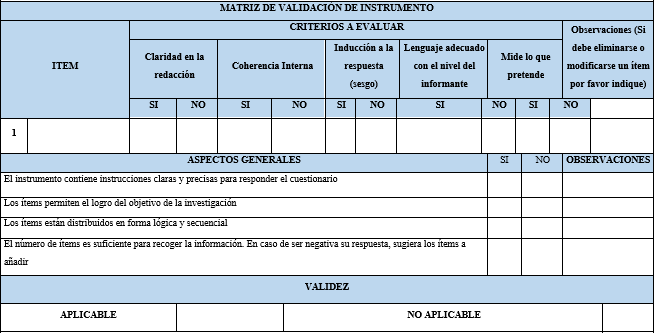 MATRIZ DE VALIDACIÓN DE INSTRUMENTO
CRITERIOS A EVALUAR
Observaciones (Si debe eliminarse o modificarse un ítem por favor indique)
ITEM
Claridad en la redacción
Coherencia Interna
Inducción a la respuesta (sesgo)
Lenguaje adecuado con el nivel del informante
Mide lo que pretende
SI NO SI NO SI NO SI NO SI NO
1
ASPECTOS GENERALES SI NO OBSERVACIONES
El instrumento contiene instrucciones claras y precisas para responder el cuestionario
Los ítems permiten el logro del objetivo de la investigación
Los ítems están distribuidos en forma lógica y secuencial
El número de ítems es suficiente para recoger la información. En caso de ser negativa su respuesta, sugiera los ítems a
añadir
VALIDEZ
APLICABLE NO APLICABLE